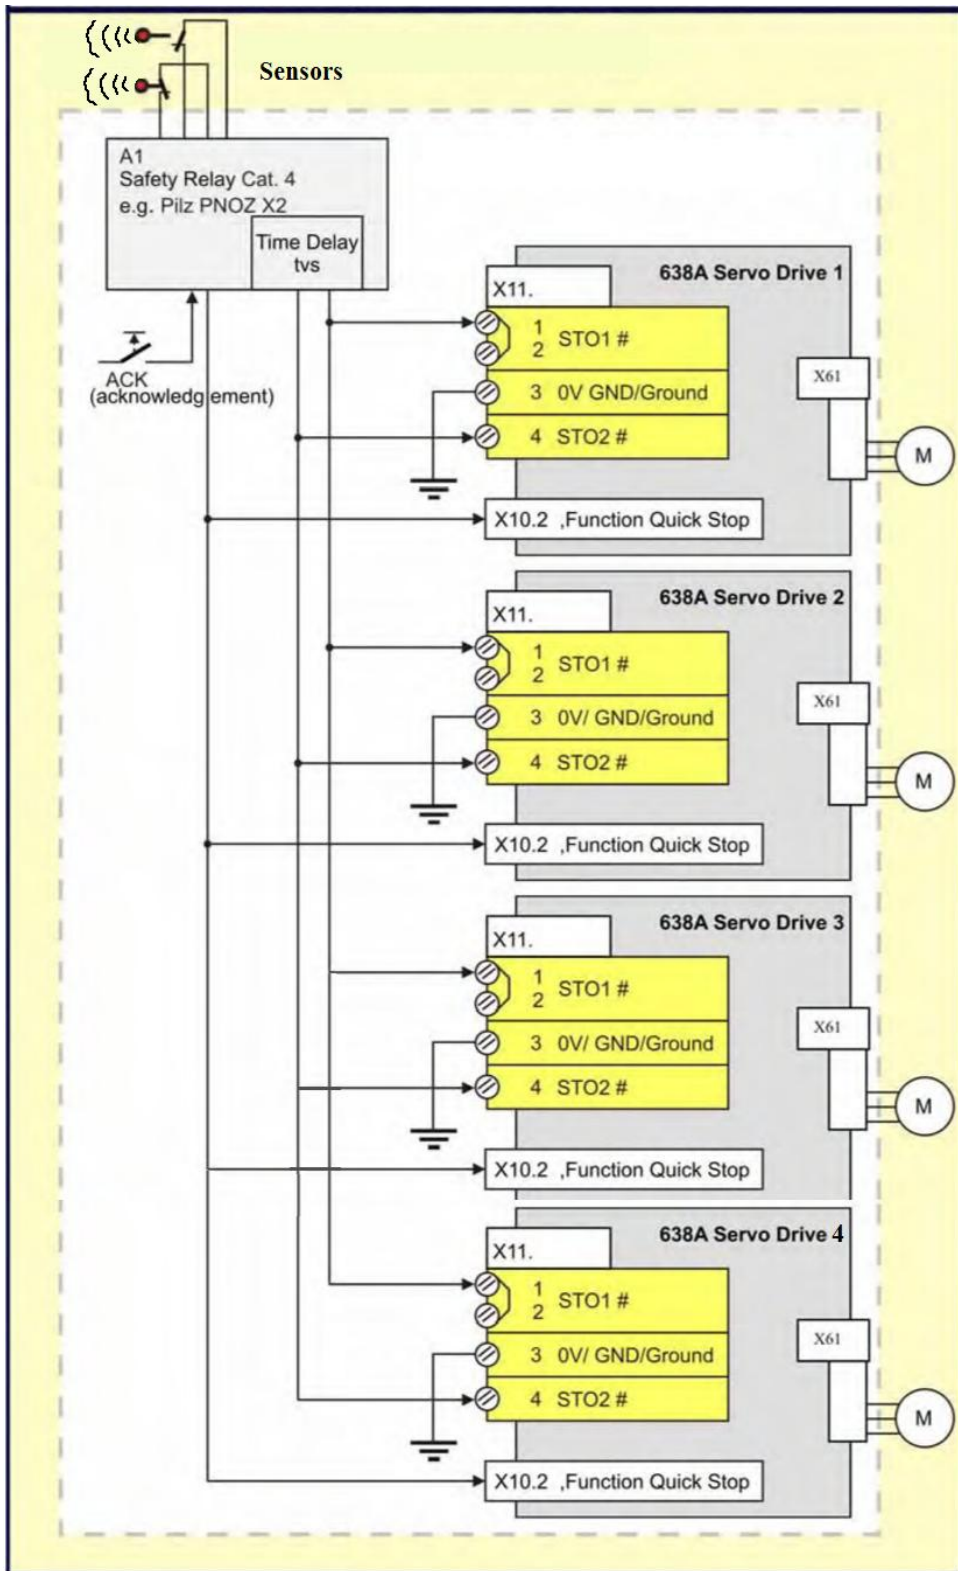 Sensors
A1
Safety Relay Cat. 4
e.g. Pilz PNOZ X2
Time Delay
tvs
ACK
(acknowledg ement)
638A Servo Drive 1
X11.
1
2 STO1 #
3 0V GND/Ground
4 STO2 #
X10.2 ,Function Quick Stop
X61
M
638A Servo Drive 2
X11.
1
2 STO1 #
3 0V/ GND/Ground
4 STO2 #
X10.2 ,Function Quick Stop
X61
M
638A Servo Drive 3
X11.
1
2 STO1 #
3 0V/ GND/Ground
4 STO2 #
X10.2 ,Function Quick Stop
X61
M
638A Servo Drive 4
X11.
1
2 STO1 #
3 0V/ GND/Ground
4 STO2 #
X10.2 ,Function Quick Stop
X61
M